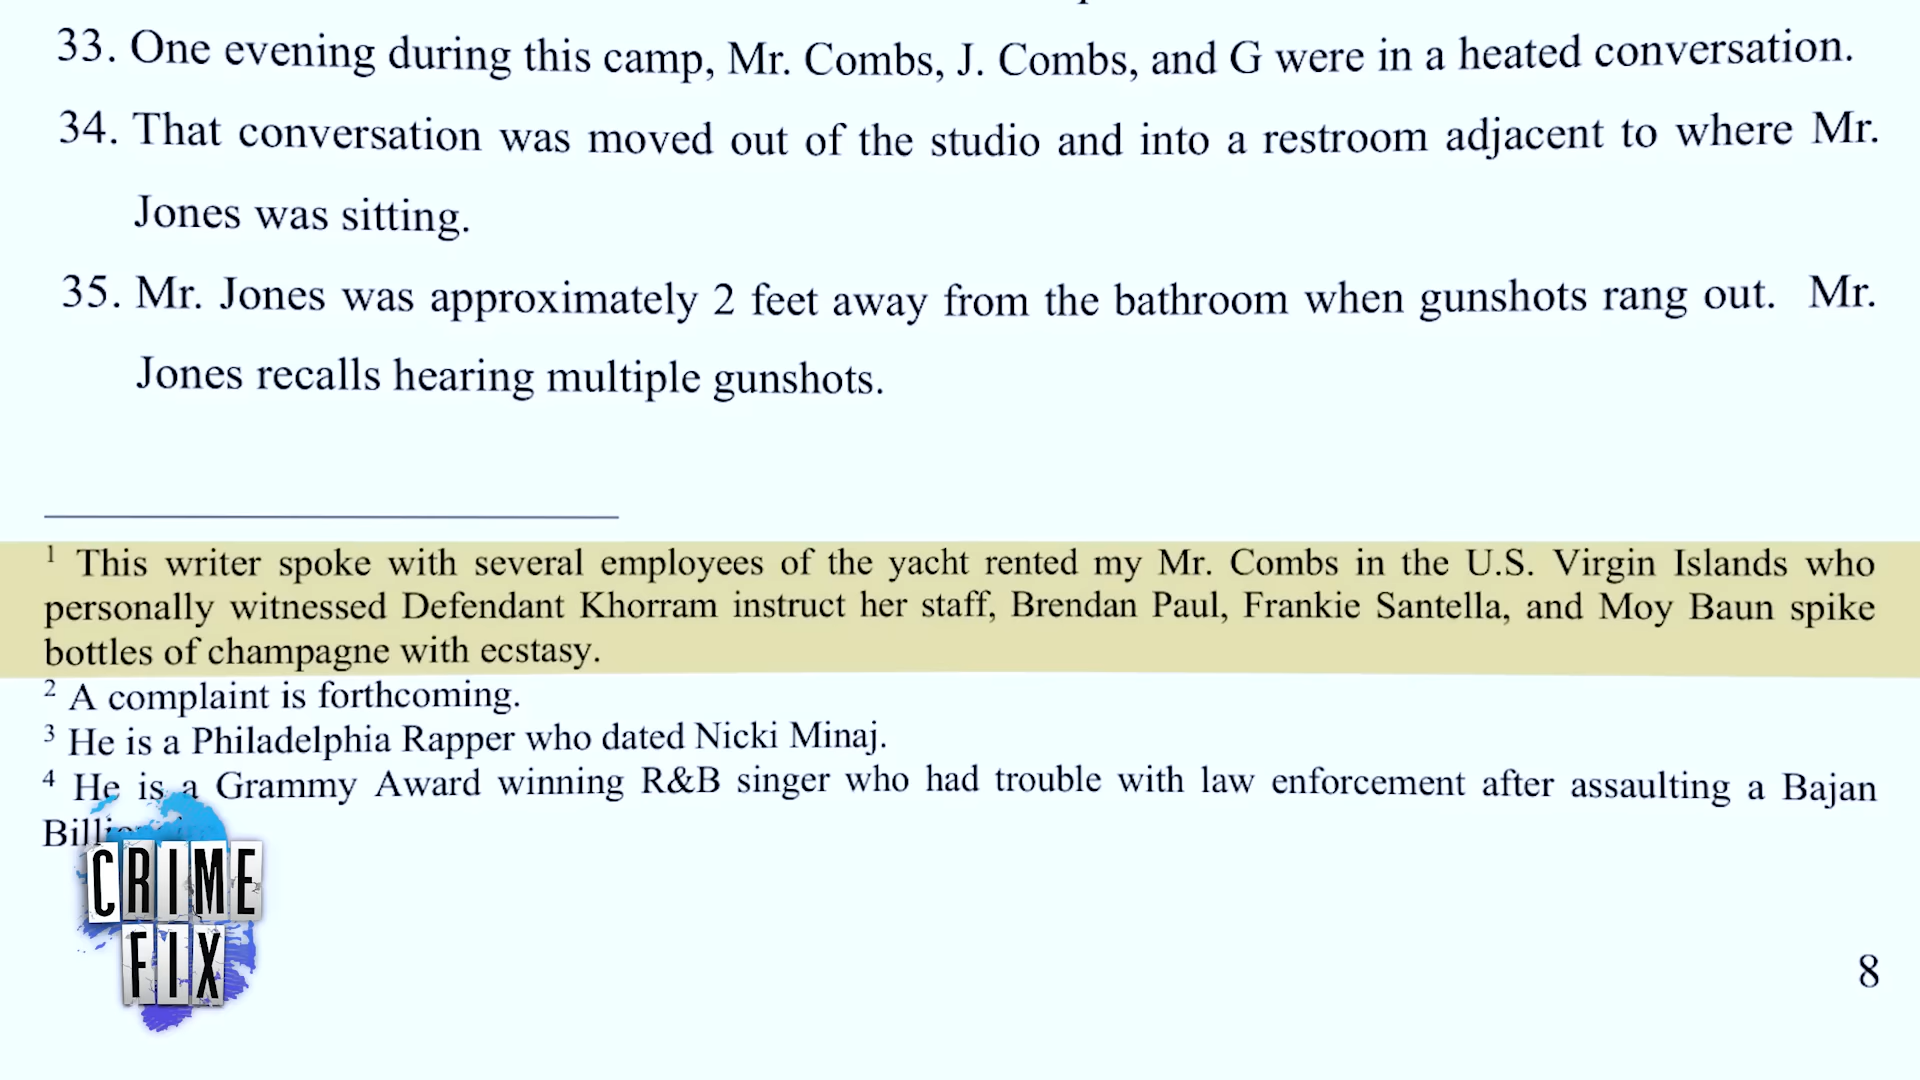 33. One evening during this camp, Mr. Combs, J. Combs, and G were in a heated conversation.
34. That conversation was moved out of the studio and into a restroom adjacent to where Mr.
Jones was sitting.
35. Mr. Jones was approximately 2 feet away from the bathroom when gunshots rang out. Mr.
Jones recalls hearing multiple gunshots.
1 This writer spoke with several employees of the yacht rented my Mr. Combs in the U.S. Virgin Islands who
personally witnessed Defendant Khorram instruct her staff, Brendan Paul, Frankie Santella, and Moy Baun spike
bottles of champagne with ecstasy.
2 A complaint is forthcoming.
3 He is a Philadelphia Rapper who dated Nicki Minaj.
4 He is a Grammy Award winning R&B singer who had trouble with law enforcement after assaulting a Bajan
CRIME
FIX
8